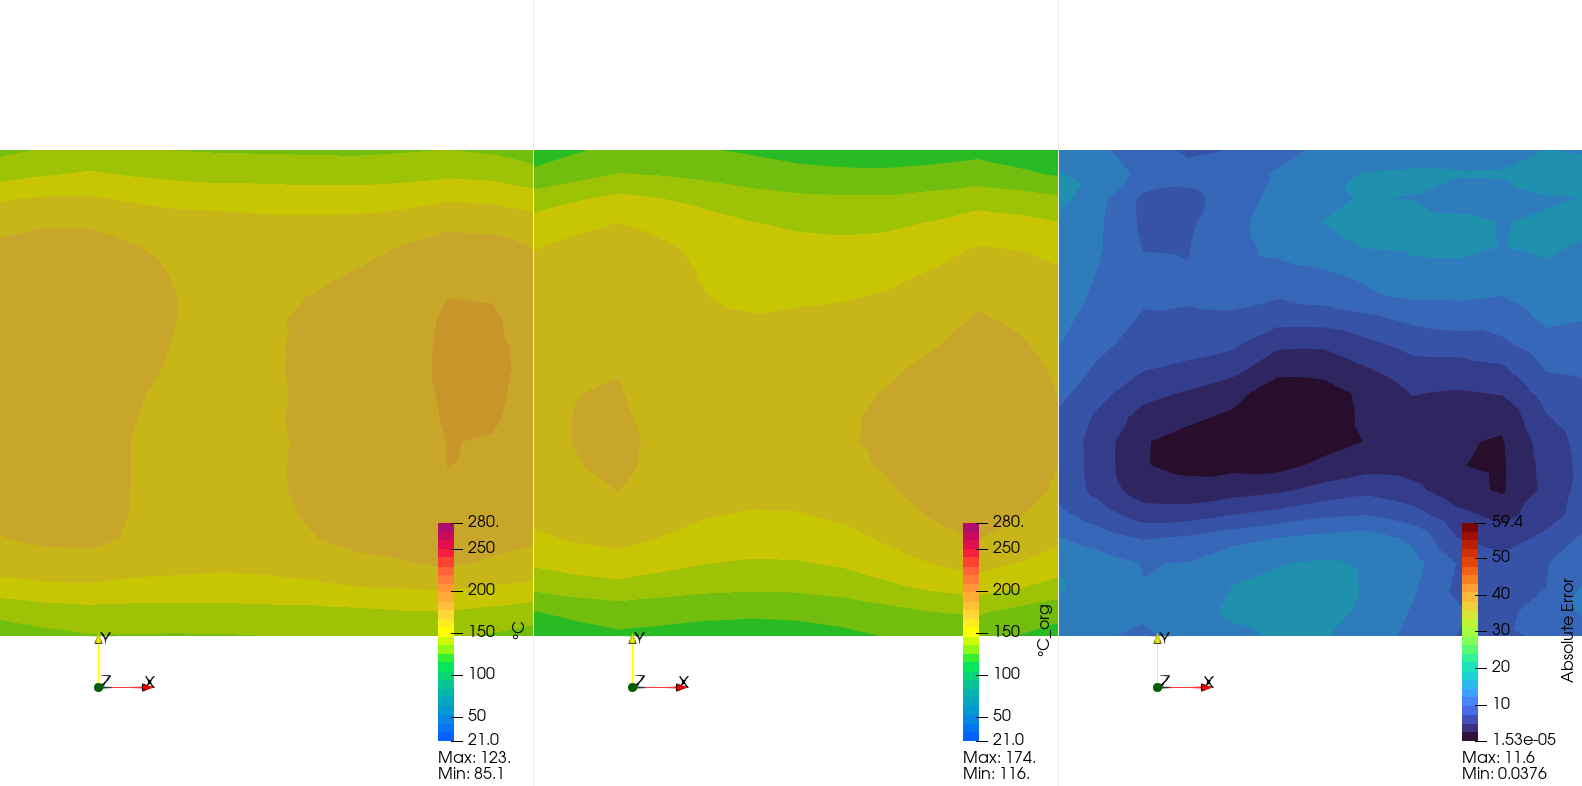 280.
250
200
150
100
50
21.0
°C
Max: 123.
Min: 85.1
Y
Z
X
280.
250
200
150
100
50
21.0
°C_org
Max: 174.
Min: 116.
Y
Z
X
59.4
50
40
30
20
10
1.53e-05
Absolute Error
Max: 11.6
Min: 0.0376
Y
Z
X